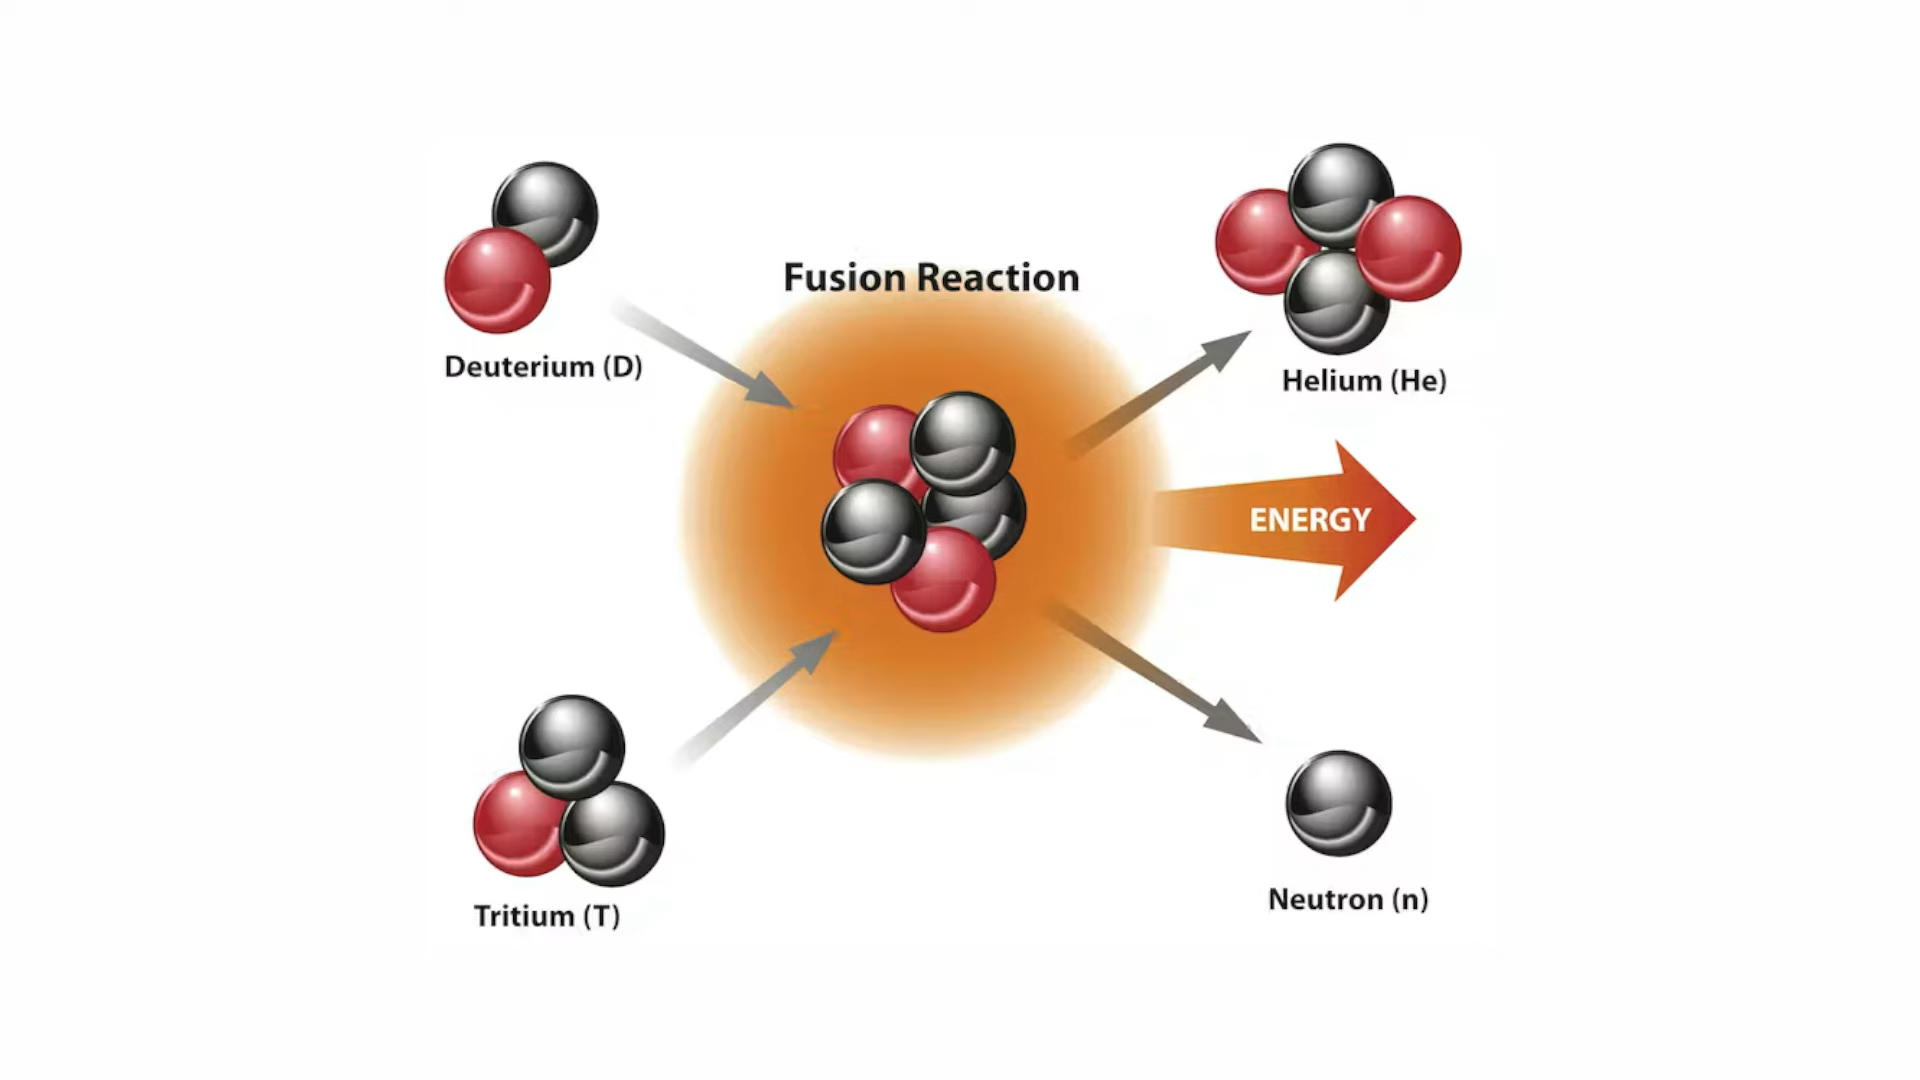 Fusion Reaction
Deuterium (D)
Helium (He)
ENERGY
Tritium (T)
Neutron (n)